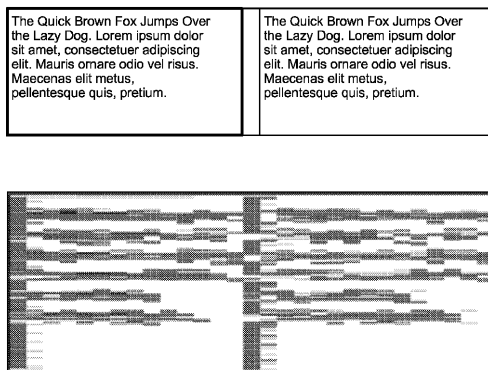 The Quick Brown Fox Jumps Over
the Lazy Dog. Lorem ipsum dolor
sit amet, consectetuer adipiscing
elit. Mauris ornare odio vel risus.
Maecenas elit metus,
pellentesque quis, pretium.
The Quick Brown Fox Jumps Over
the Lazy Dog. Lorem ipsum dolor
sit amet, consectetuer adipiscing
elit. Mauris ornare odio vel risus.
Maecenas elit metus,
pellentesque quis, pretium.